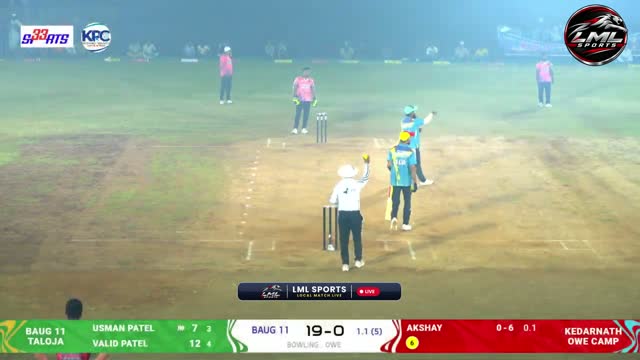 33 SPORTS
KPC
LML SPORTS
LML SPORTS
LOCAL MATCH LIVE
LIVE
BAUG 11 TALOJA
USMAN PATEL 7 3
VALID PATEL 12 4
BAUG 11 19-0 1.1 (5)
BOWLING OWE
AKSHAY 0-6 0.1
6
KEDARNATH OWE CAMP